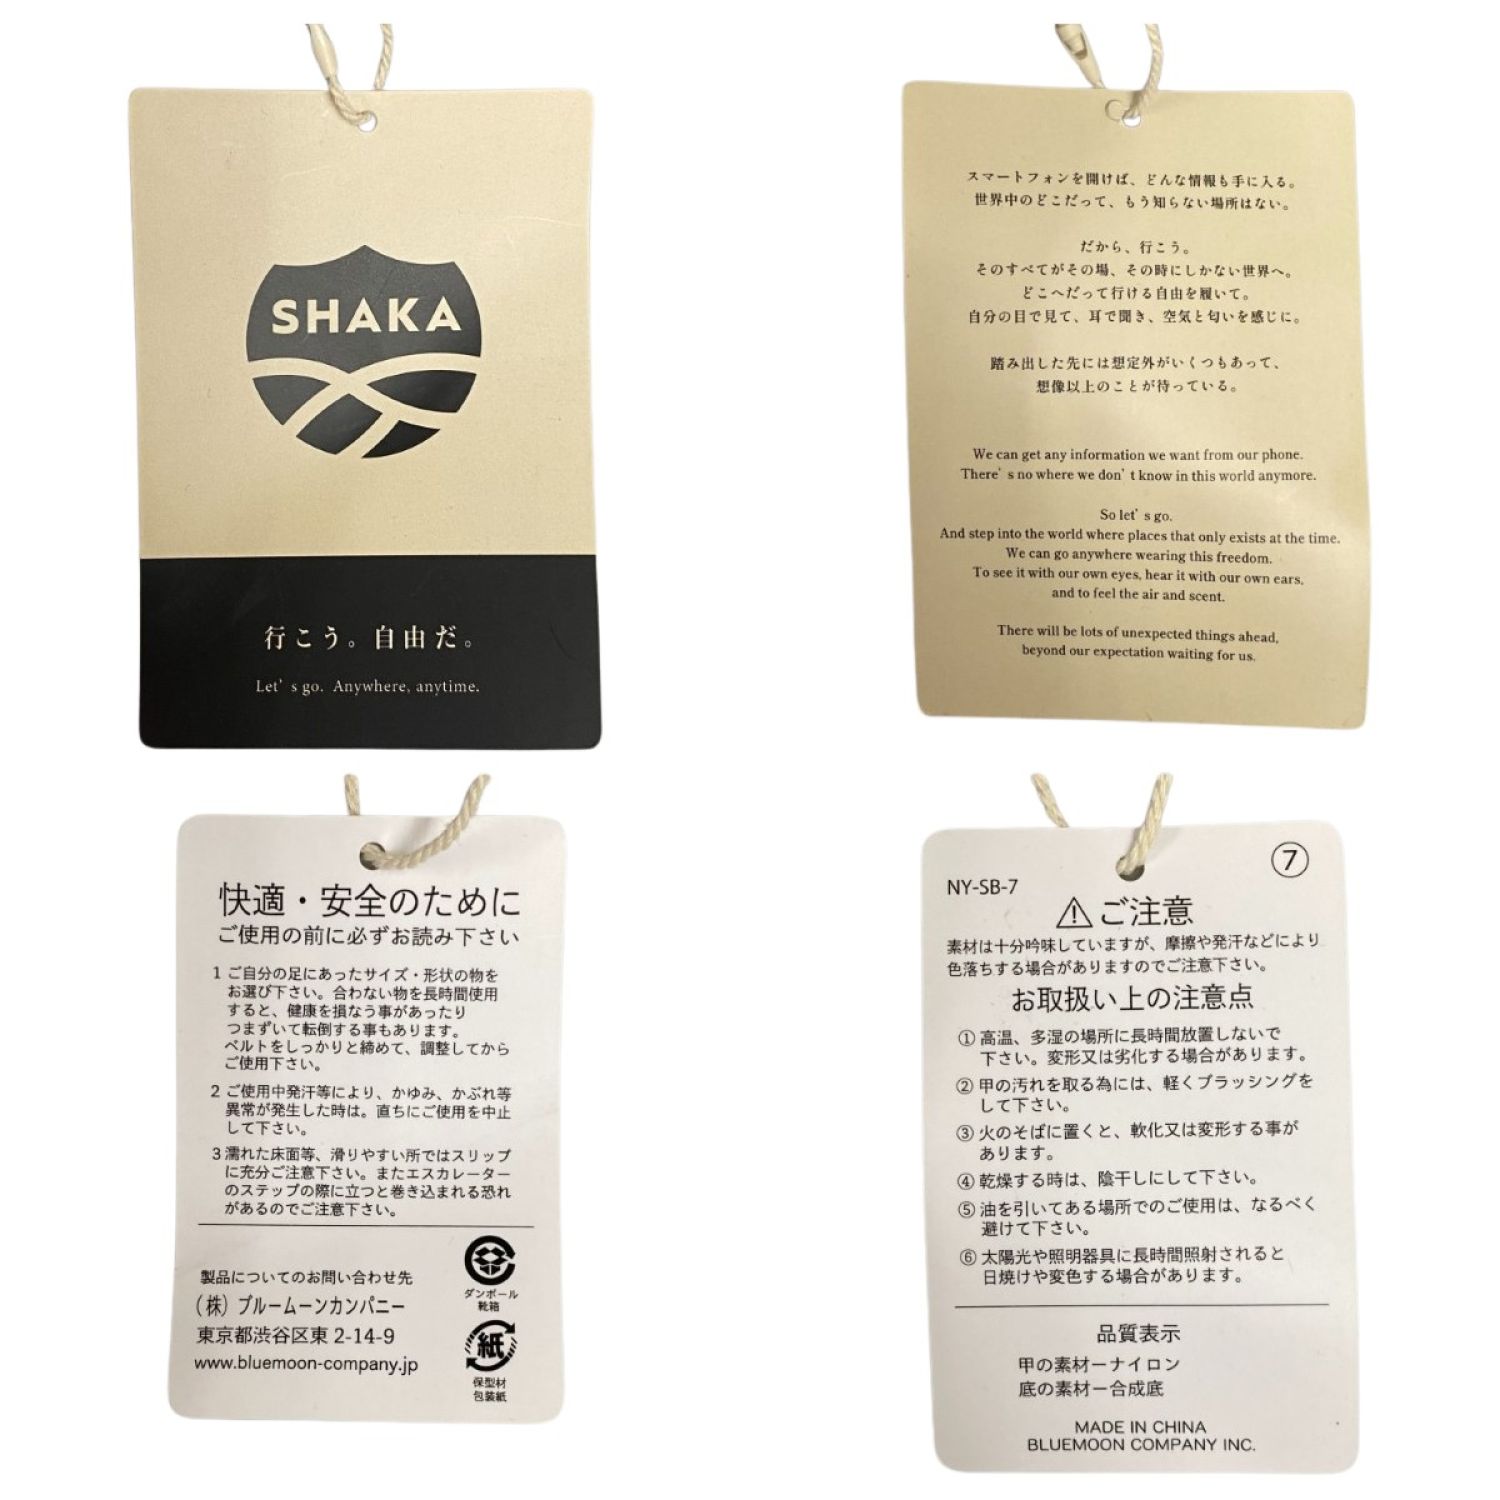 SHAKA
行こう。自由だ。
Let's go. Anywhere, anytime.
スマートフォンを開けば、どんな情報も手に入る。
世界中のどこだって、もう知らない場所はない。
だから、行こう。
そのすべてがその場、その時にしかない世界へ。
どこへだって行ける自由を履いて。
自分の目で見て、耳で聞き、空気と匂いを感じに。
踏み出した先には想定外がいくつもあって、
想像以上のことが待っている。
We can get any information we want from our phone.
There's no where we don't know in this world anymore.
So let's go.
And step into the world where places that only exists at the time.
We can go anywhere wearing this freedom.
To see it with our own eyes, hear it with our own ears,
and to feel the air and scent.
There will be lots of unexpected things ahead,
beyond our expectation waiting for us.
快適・安全のために
ご使用の前に必ずお読み下さい
1 ご自分の足にあったサイズ・形状の物を
お選び下さい。合わない物を長時間使用
すると、健康を損なう事があったり
つまずいて転倒する事もあります。
ベルトをしっかりと締めて、調整してから
ご使用下さい。
2 ご使用中発汗等により、かゆみ、かぶれ等
異常が発生した時は。直ちにご使用を中止
して下さい。
3 濡れた床面等、滑りやすい所ではスリップ
に充分ご注意下さい。またエスカレーター
のステップの際に立つと巻き込まれる恐れ
があるのでご注意下さい。
製品についてのお問い合わせ先
(株) ブルームーンカンパニー
東京都渋谷区東 2-14-9
www.bluemoon-company.jp
ダンボール
靴箱
紙
保型材
包装紙
⑦
NY-SB-7
⚠ご注意
素材は十分吟味していますが、摩擦や発汗などにより
色落ちする場合がありますのでご注意下さい。
お取扱い上の注意点
① 高温、多湿の場所に長時間放置しないで
下さい。変形又は劣化する場合があります。
② 甲の汚れを取る為には、軽くブラッシングを
して下さい。
③ 火のそばに置くと、軟化又は変形する事が
あります。
④ 乾燥する時は、陰干しにして下さい。
⑤ 油を引いてある場所でのご使用は、なるべく
避けて下さい。
⑥ 太陽光や照明器具に長時間照射されると
日焼けや変色する場合があります。
品質表示
甲の素材ーナイロン
底の素材ー合成底
MADE IN CHINA
BLUEMOON COMPANY INC.